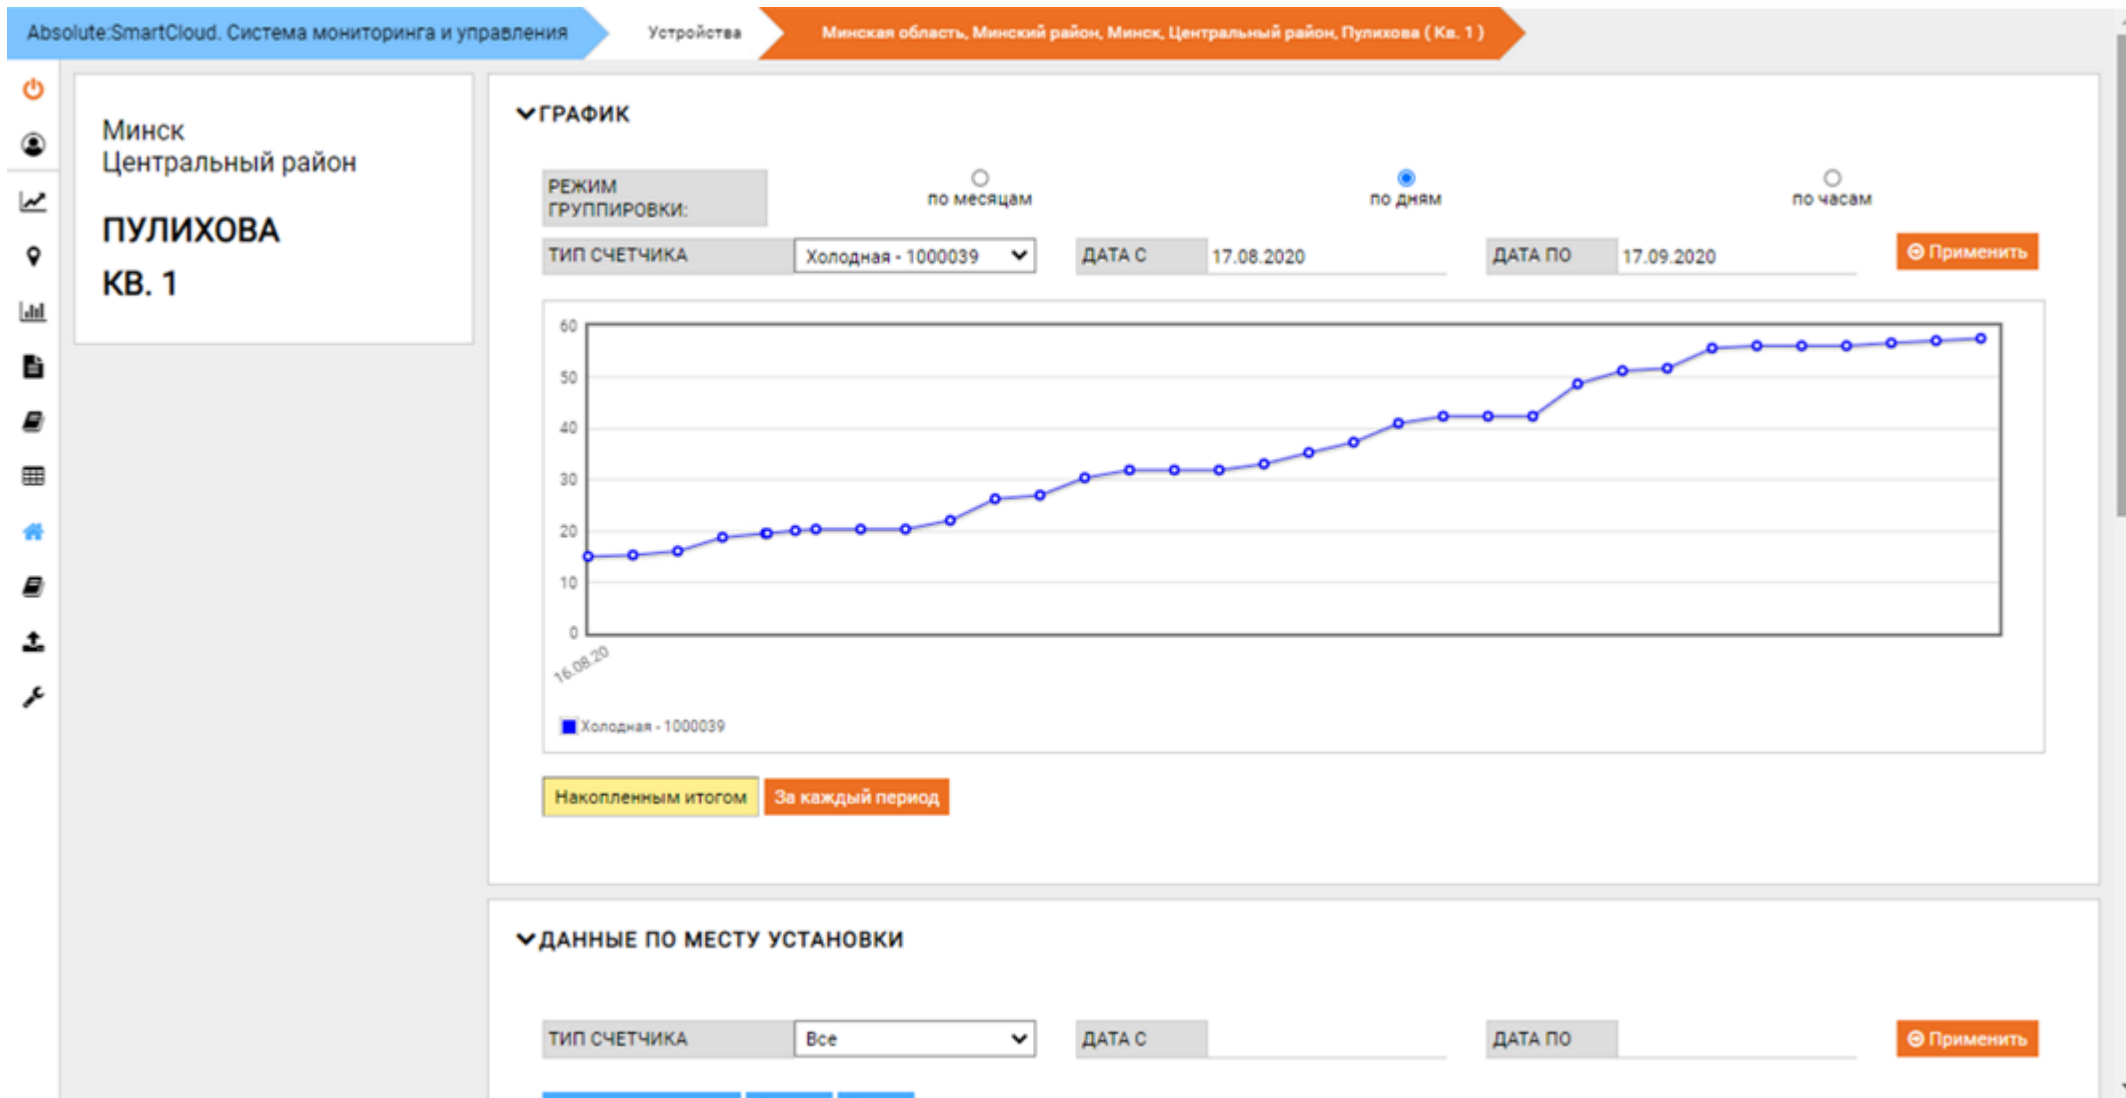 Absolute:SmartCloud. Система мониторинга и управления
Устройства
Минская область, Минский район, Минск, Центральный район, Пулихова ( Кв. 1 )
Минск
Центральный район
ПУЛИХОВА
КВ. 1
ГРАФИК
РЕЖИМ
ГРУППИРОВКИ:
по месяцам
по дням
по часам
ТИП СЧЕТЧИКА
Холодная - 1000039
ДАТА С
17.08.2020
ДАТА ПО
17.09.2020
Применить
60
50
40
30
20
10
0
16.08.20
Холодная - 1000039
Накопленным итогом
За каждый период
ДАННЫЕ ПО МЕСТУ УСТАНОВКИ
ТИП СЧЕТЧИКА
Все
ДАТА С
ДАТА ПО
Применить